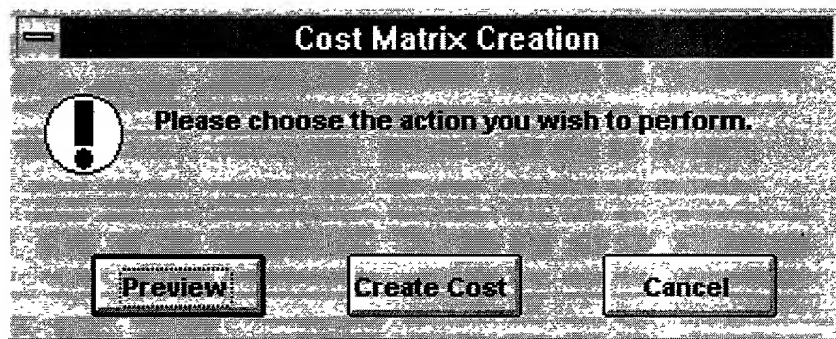 Cost Matrix Creation
Please choose the action you wish to perform.
Preview Create Cost Cancel